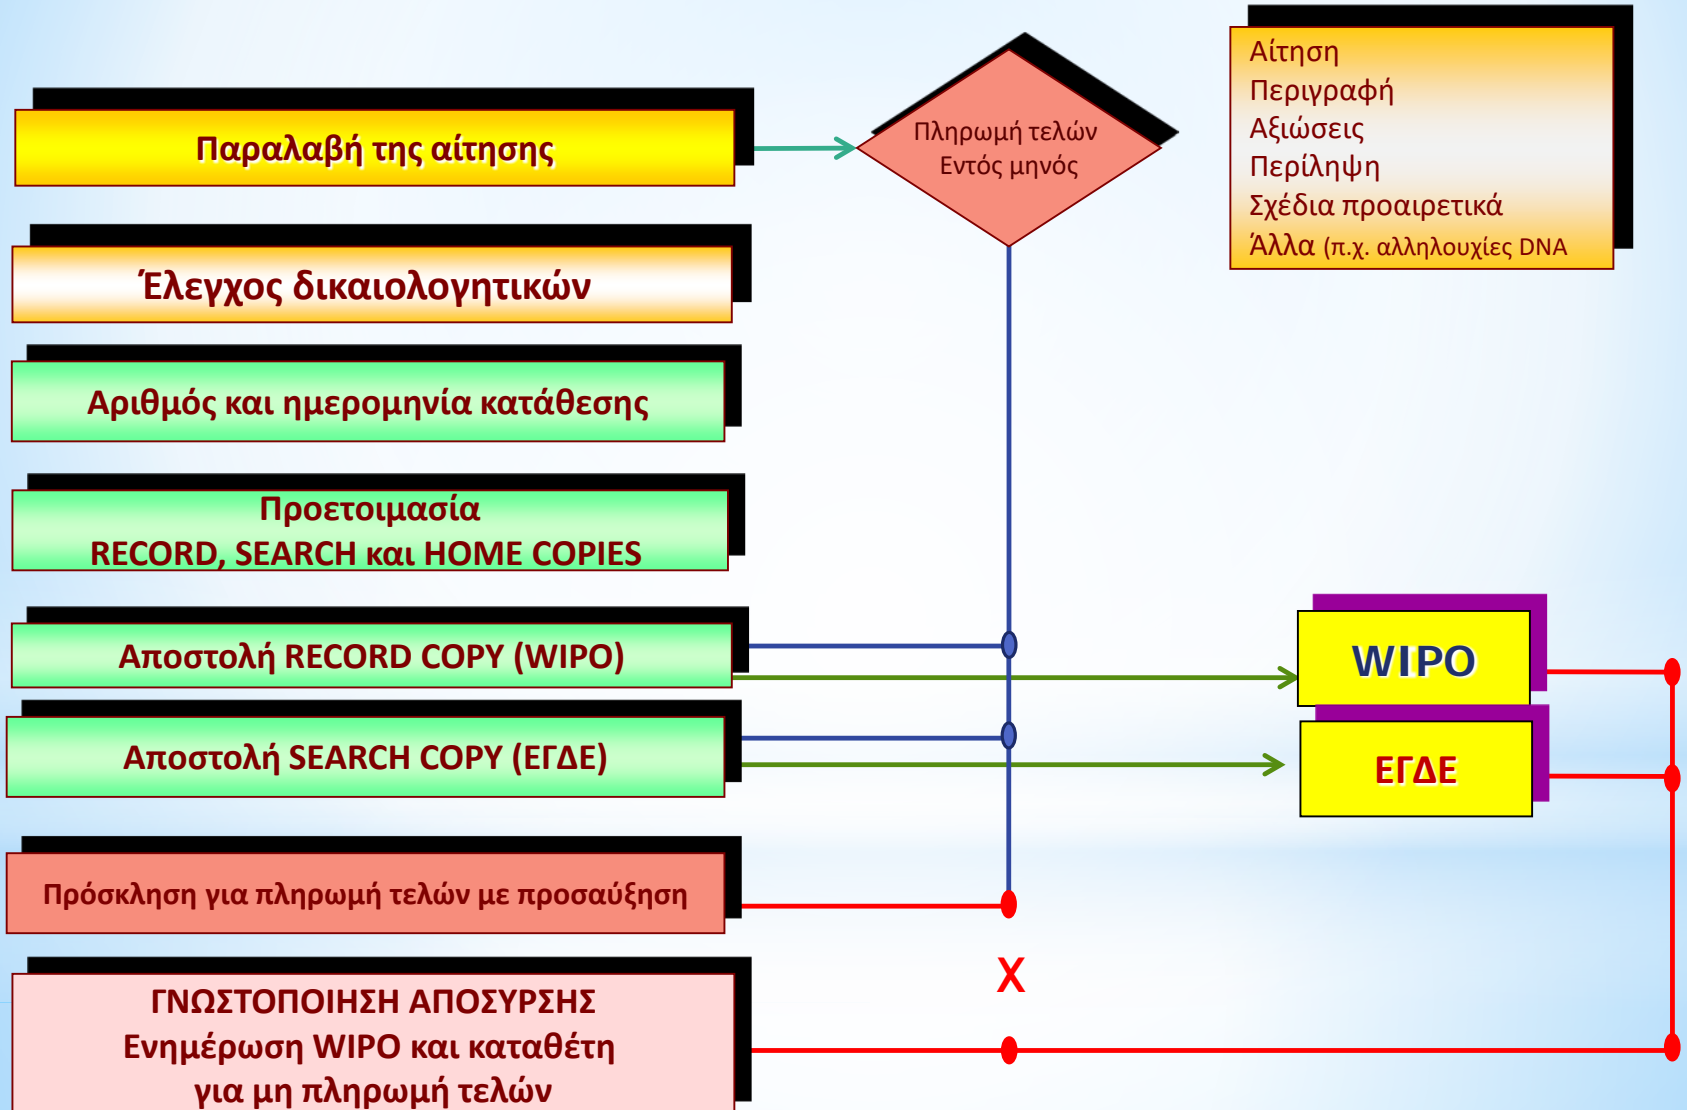 Παραλαβή της αίτησης
Πληρωμή τελών
Εντός μηνός
Αίτηση
Περιγραφή
Αξιώσεις
Περίληψη
Σχέδια προαιρετικά
Άλλα (π.χ. αλληλουχίες DNA
Έλεγχος δικαιολογητικών
Αριθμός και ημερομηνία κατάθεσης
Προετοιμασία
RECORD, SEARCH και HOME COPIES
Αποστολή RECORD COPY (WIPO)
WIPO
Αποστολή SEARCH COPY (ΕΓΔΕ)
ΕΓΔΕ
Πρόσκληση για πληρωμή τελών με προσαύξηση
X
ΓΝΩΣΤΟΠΟΙΗΣΗ ΑΠΟΣΥΡΣΗΣ
Ενημέρωση WIPO και καταθέτη
για μη πληρωμή τελών